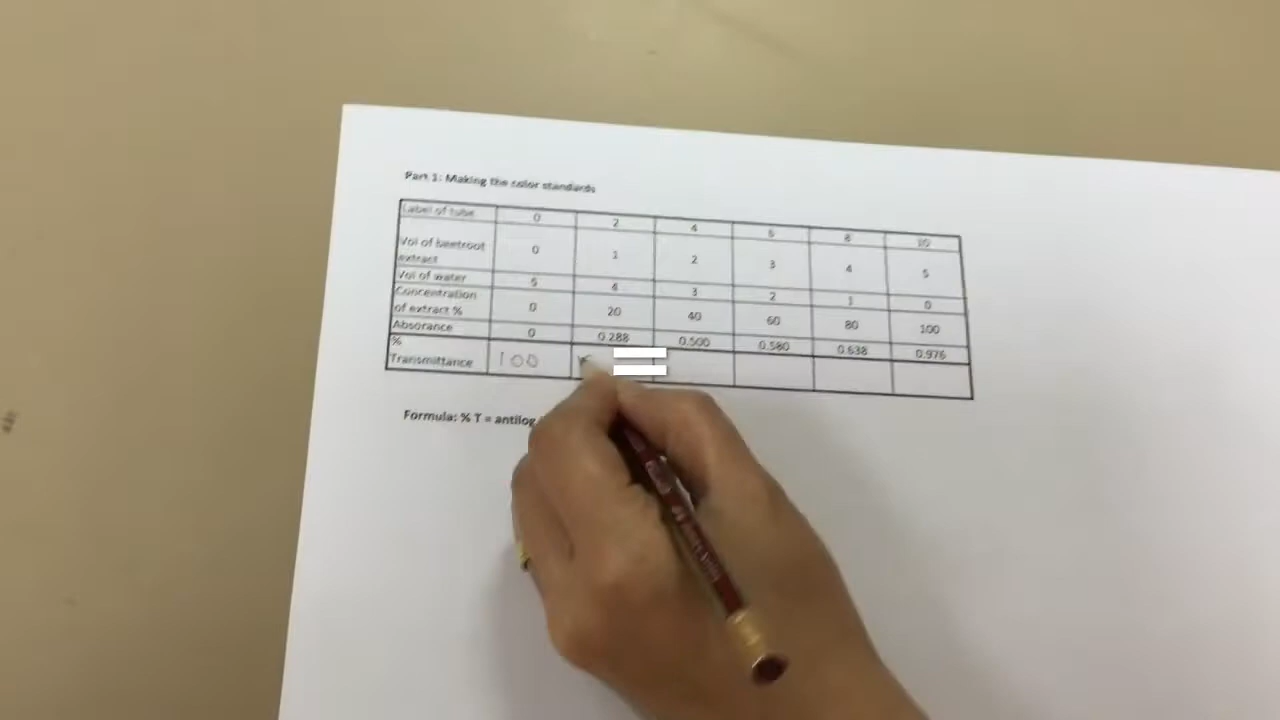 Part 1: Making the color standards
Label of tube 0 2 4 6 8 10
Vol of beetroot extract 0 1 2 3 4 5
Vol of water 5 4 3 2 1 0
Concentration of extract % 0 20 40 60 80 100
Absorance 0 0.288 0.500 0.580 0.638 0.976
% Transmittance 100
Formula: % T = antilog